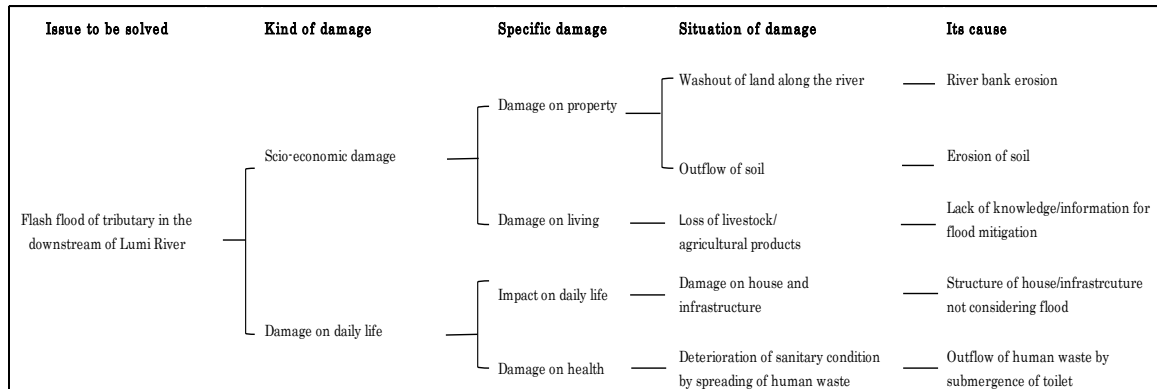 Issue to be solved
Kind of damage
Specific damage
Situation of damage
Its cause
Washout of land along the river
River bank erosion
Damage on property
Scio-economic damage
Outflow of soil
Erosion of soil
Flash flood of tributary in the
downstream of Lumi River
Damage on living
Loss of livestock/
agricultural products
Lack of knowledge/information for
flood mitigation
Impact on daily life
Damage on house and
infrastructure
Structure of house/infrastrcuture
not considering flood
Damage on daily life
Damage on health
Deterioration of sanitary condition
by spreading of human waste
Outflow of human waste by
submergence of toilet